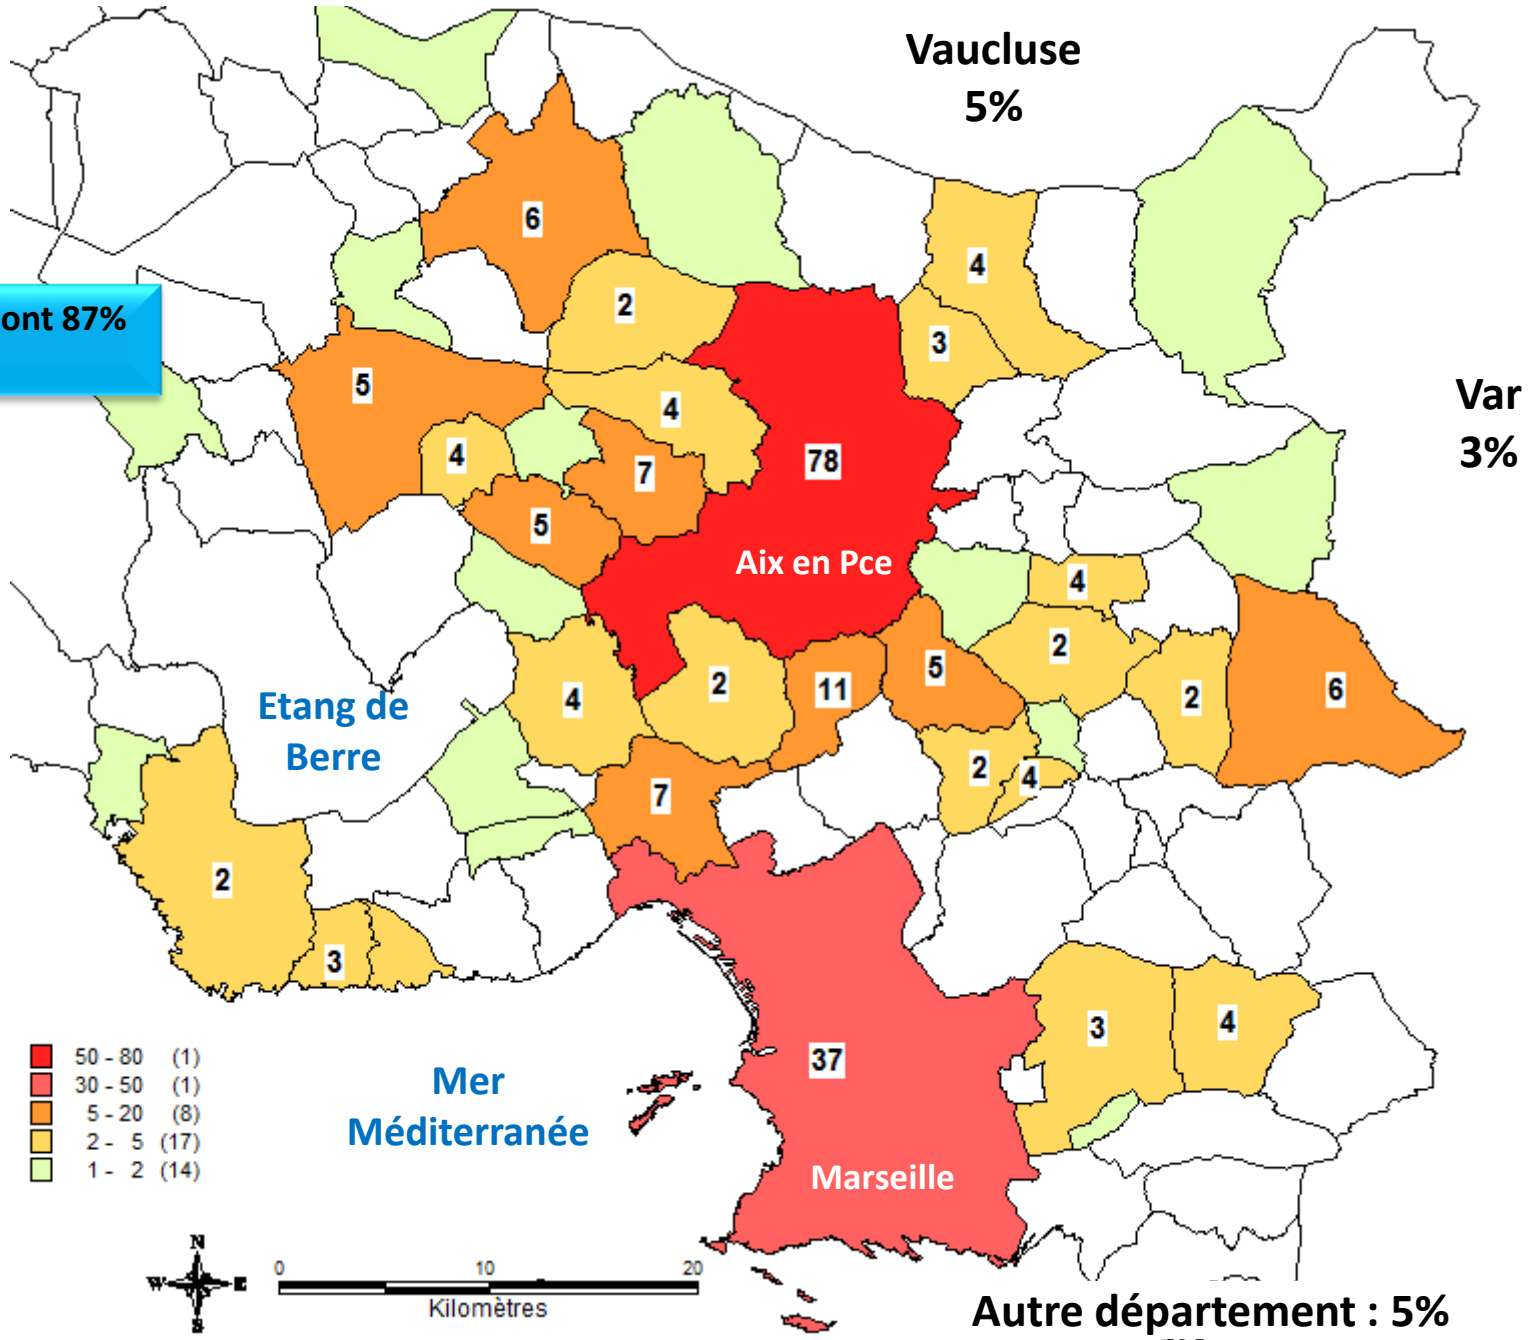 Vaucluse
5%
6
4
2
3
ont 87%
5
Var
3%
4
4
78
7
5
Aix en Pce
4
2
5
2
11
4
2
6
Etang de
Berre
2
4
7
2
3
3
4
37
50 - 80 (1)
30 - 50 (1)
5 - 20 (8)
2 - 5 (17)
1 - 2 (14)
Mer
Méditerranée
Marseille
N
W E
S
0 10 20
Kilomètres
Autre département : 5%